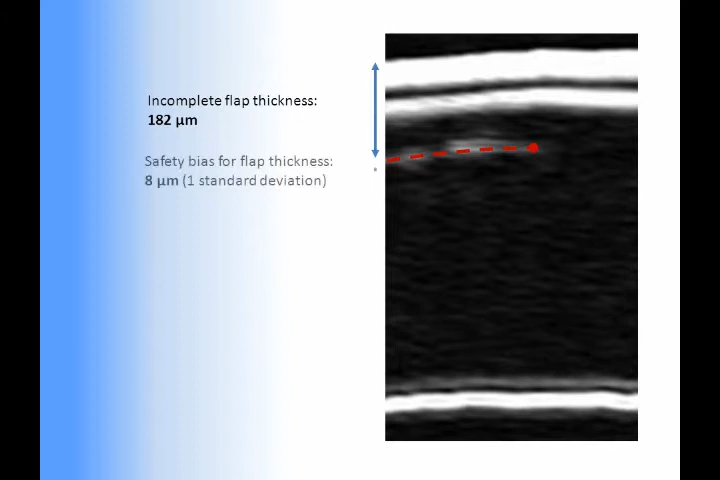 Incomplete flap thickness:
182 µm
Safety bias for flap thickness:
8 µm (1 standard deviation)